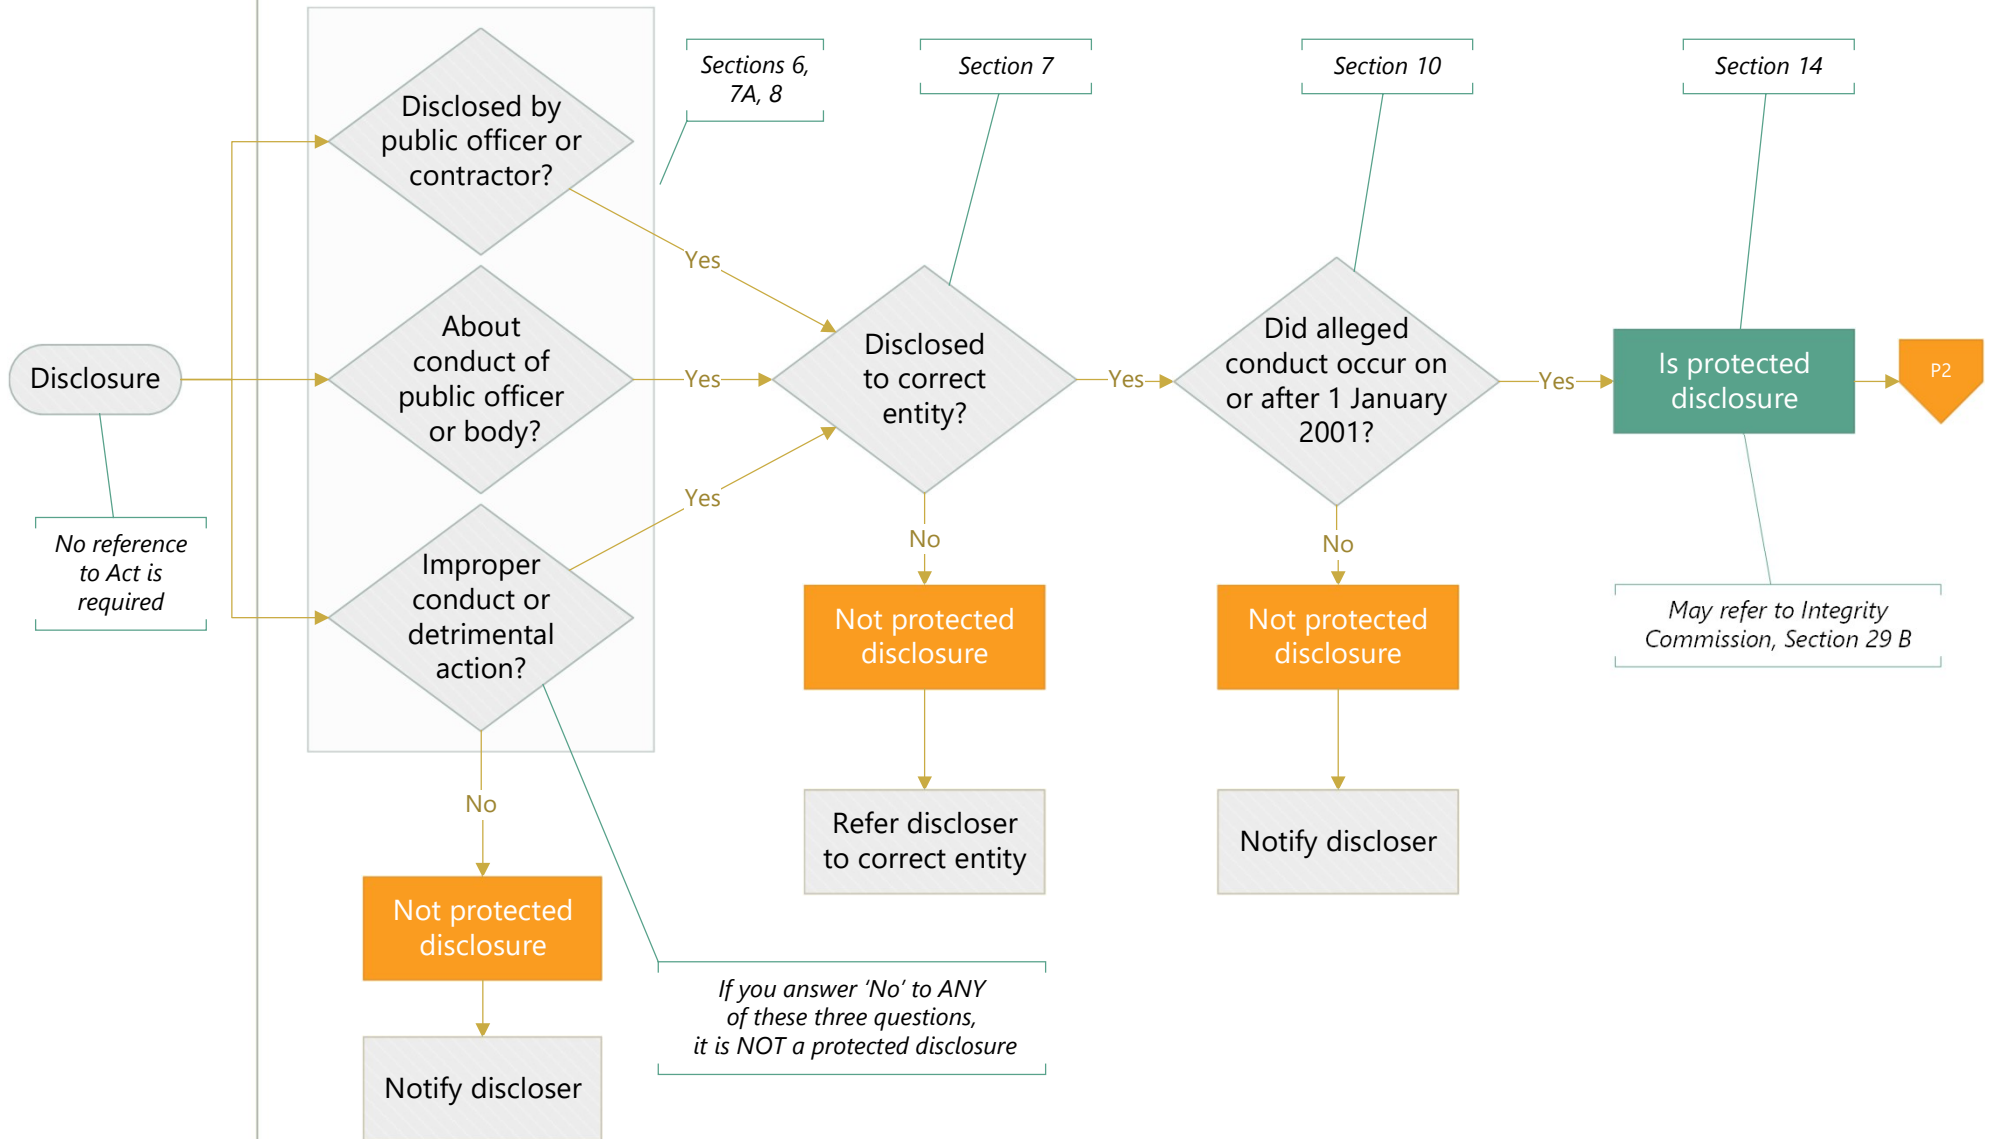 Disclosure
No reference
to Act is
required
Disclosed by
public officer or
contractor?
About
conduct of
public officer
or body?
Improper
conduct or
detrimental
action?
Sections 6,
7A, 8
Yes
Yes
Yes
No
Not protected
disclosure
Notify discloser
If you answer ‘No’ to ANY
of these three questions,
it is NOT a protected disclosure
Section 7
Disclosed
to correct
entity?
Yes
No
Not protected
disclosure
Refer discloser
to correct entity
Section 10
Did alleged
conduct occur on
or after 1 January
2001?
Yes
No
Not protected
disclosure
Notify discloser
Section 14
Is protected
disclosure
P2
May refer to Integrity
Commission, Section 29 B